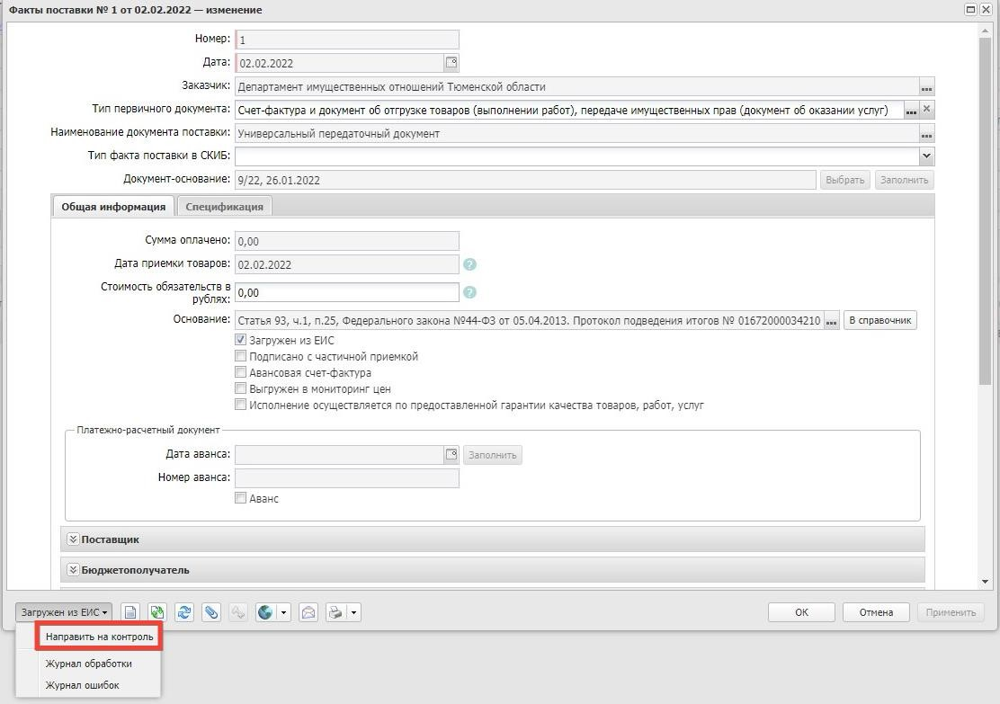 Факты поставки № 1 от 02.02.2022 — изменение
Номер: 1
Дата: 02.02.2022
Заказчик: Департамент имущественных отношений Тюменской области ...
Тип первичного документа: Счет-фактура и документ об отгрузке товаров (выполнении работ), передаче имущественных прав (документ об оказании услуг) ...
Наименование документа поставки: Универсальный передаточный документ ...
Тип факта поставки в СКИБ:
Документ-основание: 9/22, 26.01.2022 Выбрать Заполнить
Общая информация Спецификация
Сумма оплачено: 0,00
Дата приемки товаров: 02.02.2022 ?
Стоимость обязательств в
рублях: 0,00 ?
Основание: Статья 93, ч.1, п.25, Федерального закона №44-ФЗ от 05.04.2013. Протокол подведения итогов № 01672000034210 ... В справочник
Загружен из ЕИС
Подписано с частичной приемкой
Авансовая счет-фактура
Выгружен в мониторинг цен
Исполнение осуществляется по предоставленной гарантии качества товаров, работ, услуг
Платежно-расчетный документ
Дата аванса: Заполнить
Номер аванса:
Аванс
Поставщик
Бюджетополучатель
Загружен из ЕИС ОК Отмена Применить
Направить на контроль
Журнал обработки
Журнал ошибок